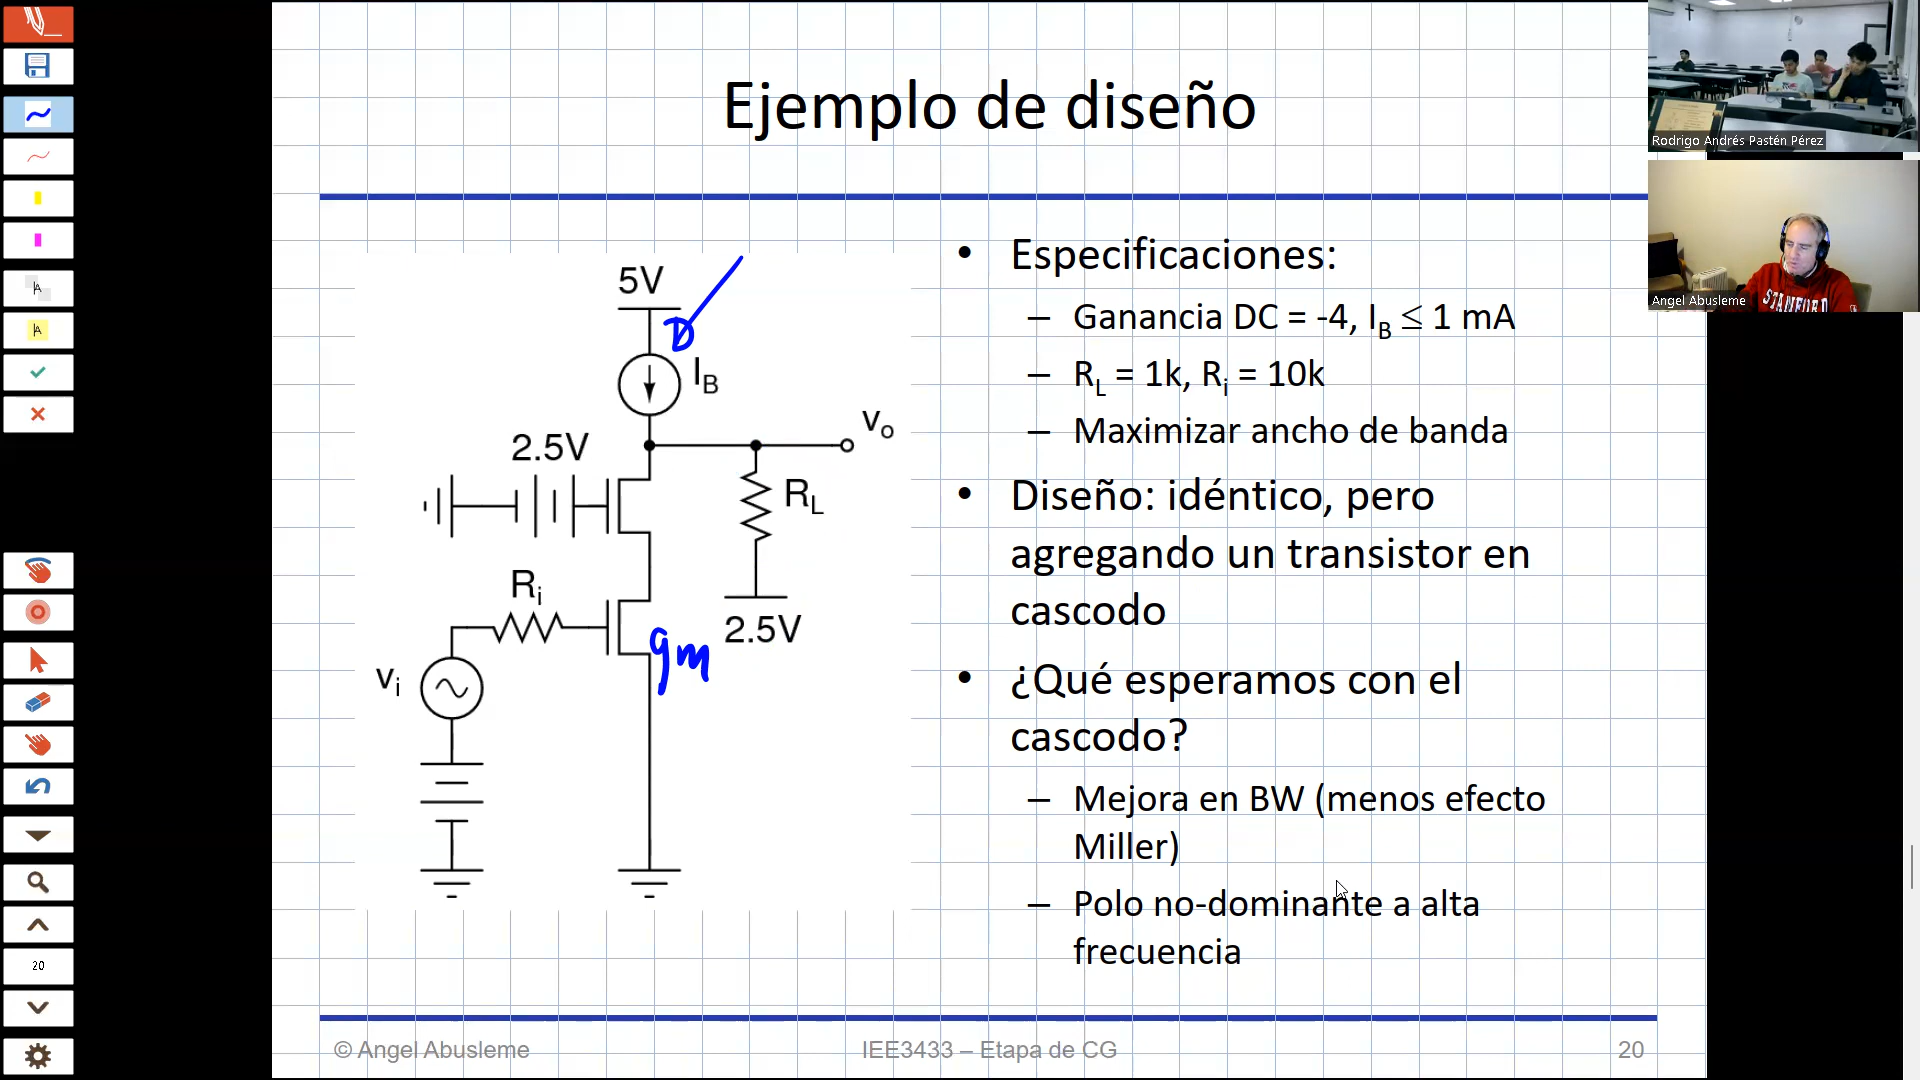 Ejemplo de diseño
Rodrigo Andrés Pastén Pérez
Angel Abusleme
STANFORD
5V
D
I_B
2.5V
v_o
R_L
2.5V
R_i
gm
v_i
• Especificaciones:
– Ganancia DC = -4, I_B ≤ 1 mA
– R_L = 1k, R_i = 10k
– Maximizar ancho de banda
• Diseño: idéntico, pero
agregando un transistor en
cascodo
• ¿Qué esperamos con el
cascodo?
– Mejora en BW (menos efecto
Miller)
– Polo no-dominante a alta
frecuencia
20
© Angel Abusleme
IEE3433 – Etapa de CG
20